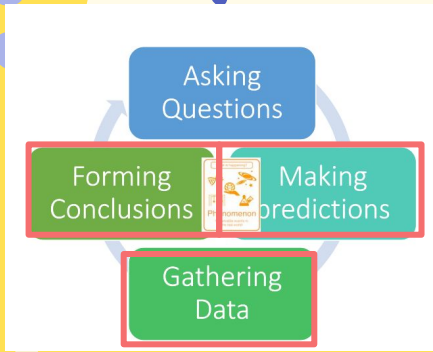 Asking
Questions
Forming
Conclusions
Making
predictions
Phenomenon
Gathering
Data